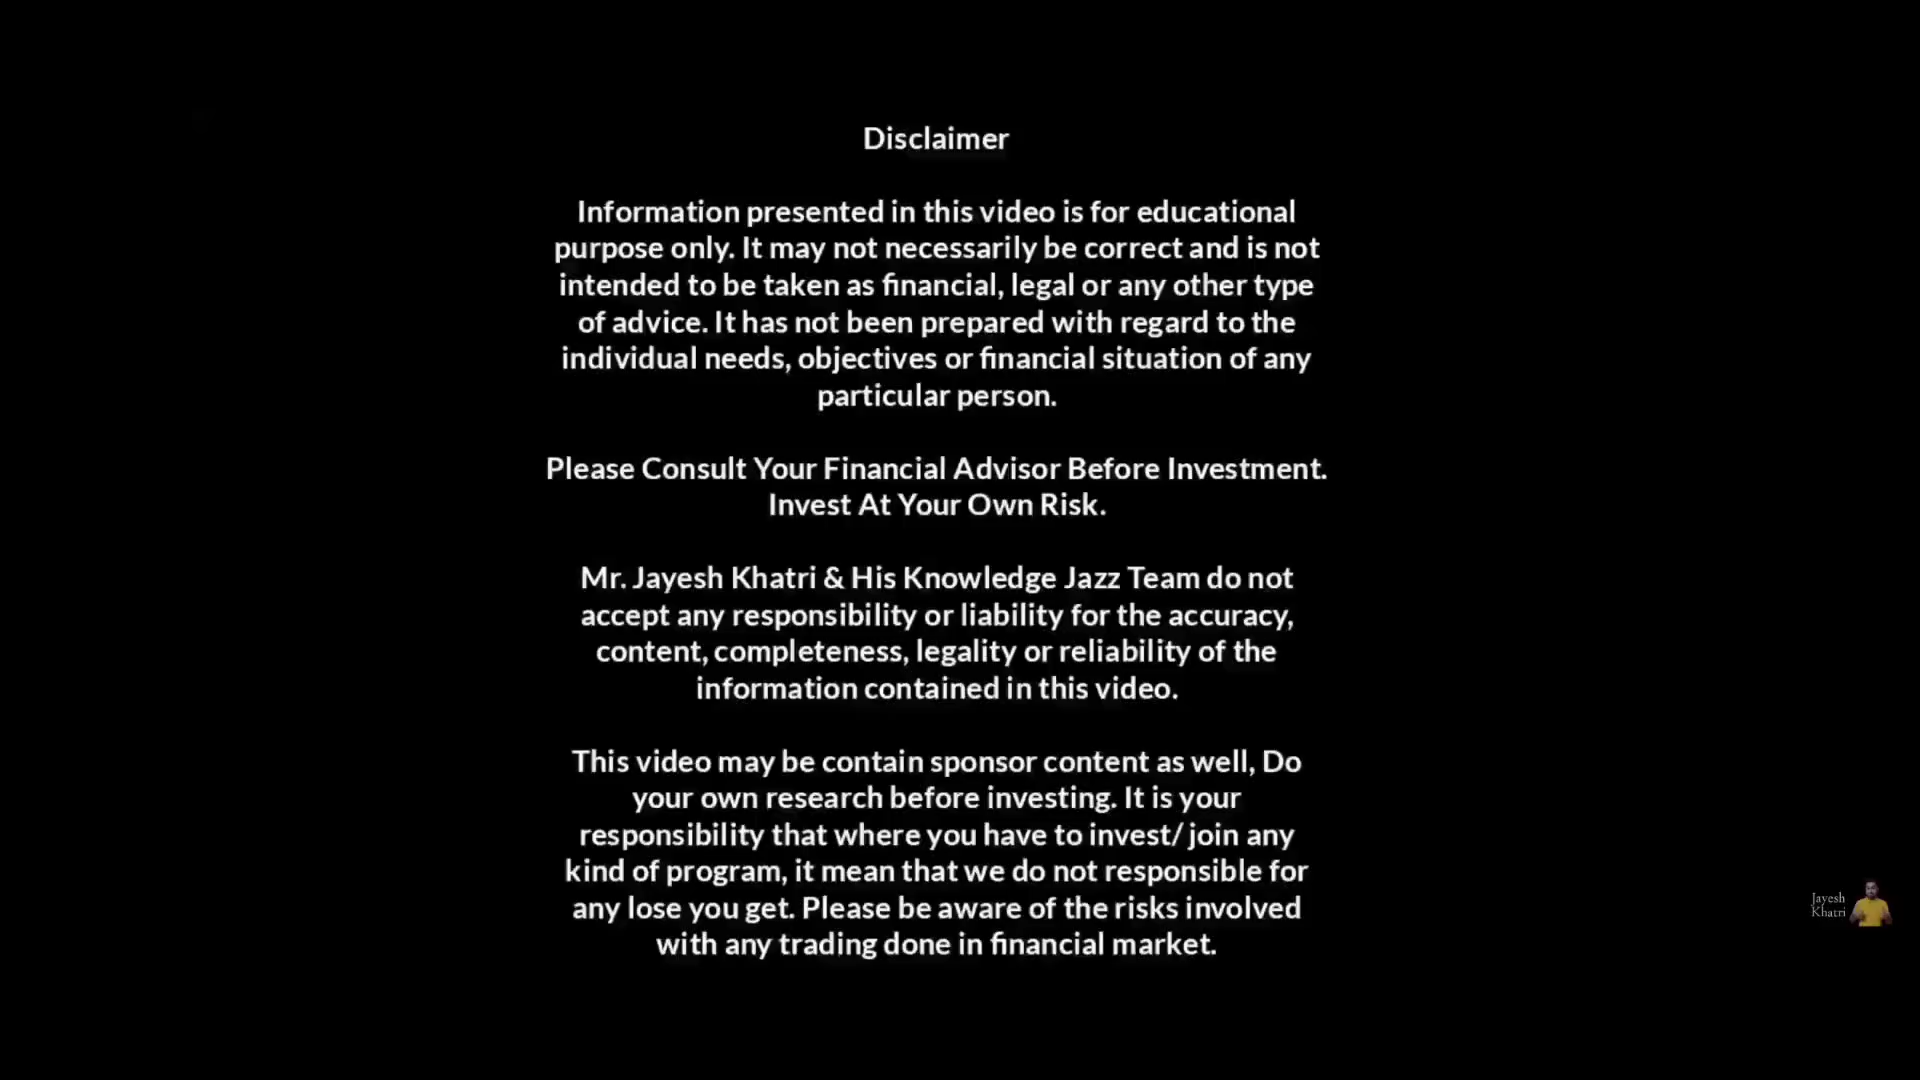 Disclaimer
Information presented in this video is for educational
purpose only. It may not necessarily be correct and is not
intended to be taken as financial, legal or any other type
of advice. It has not been prepared with regard to the
individual needs, objectives or financial situation of any
particular person.
Please Consult Your Financial Advisor Before Investment.
Invest At Your Own Risk.
Mr. Jayesh Khatri & His Knowledge Jazz Team do not
accept any responsibility or liability for the accuracy,
content, completeness, legality or reliability of the
information contained in this video.
This video may be contain sponsor content as well, Do
your own research before investing. It is your
responsibility that where you have to invest/ join any
kind of program, it mean that we do not responsible for
any lose you get. Please be aware of the risks involved
with any trading done in financial market.
Jayesh
Khatri